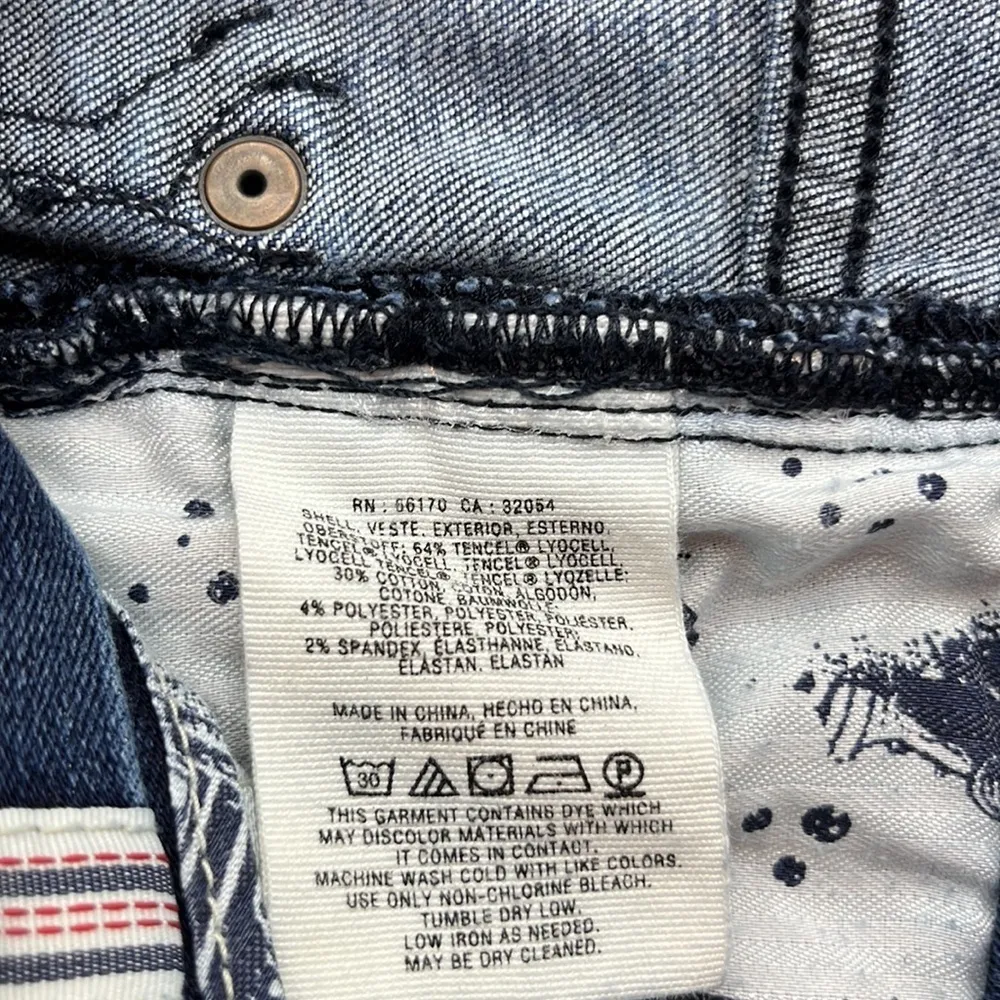 RN : 66170 CA : 32054
SHELL, VESTE, EXTERIOR, ESTERNO,
OBERSTOFF: 64% TENCEL® LYOCELL,
TENCEL® LYOCELL, TENCEL® LYOCELL,
LYOCELL TENCEL®, TENCEL® LYOZELLE;
30% COTTON, COTON, ALGODON,
COTONE, BAUMWOLLE;
4% POLYESTER, POLYESTER, POLIESTER,
POLIESTERE, POLYESTER;
2% SPANDEX, ÉLASTHANNE, ELASTANO,
ELASTAN, ELASTAN
MADE IN CHINA, HECHO EN CHINA,
FABRIQUÉ EN CHINE
30 P
THIS GARMENT CONTAINS DYE WHICH
MAY DISCOLOR MATERIALS WITH WHICH
IT COMES IN CONTACT.
MACHINE WASH COLD WITH LIKE COLORS.
USE ONLY NON-CHLORINE BLEACH.
TUMBLE DRY LOW.
LOW IRON AS NEEDED.
MAY BE DRY CLEANED.